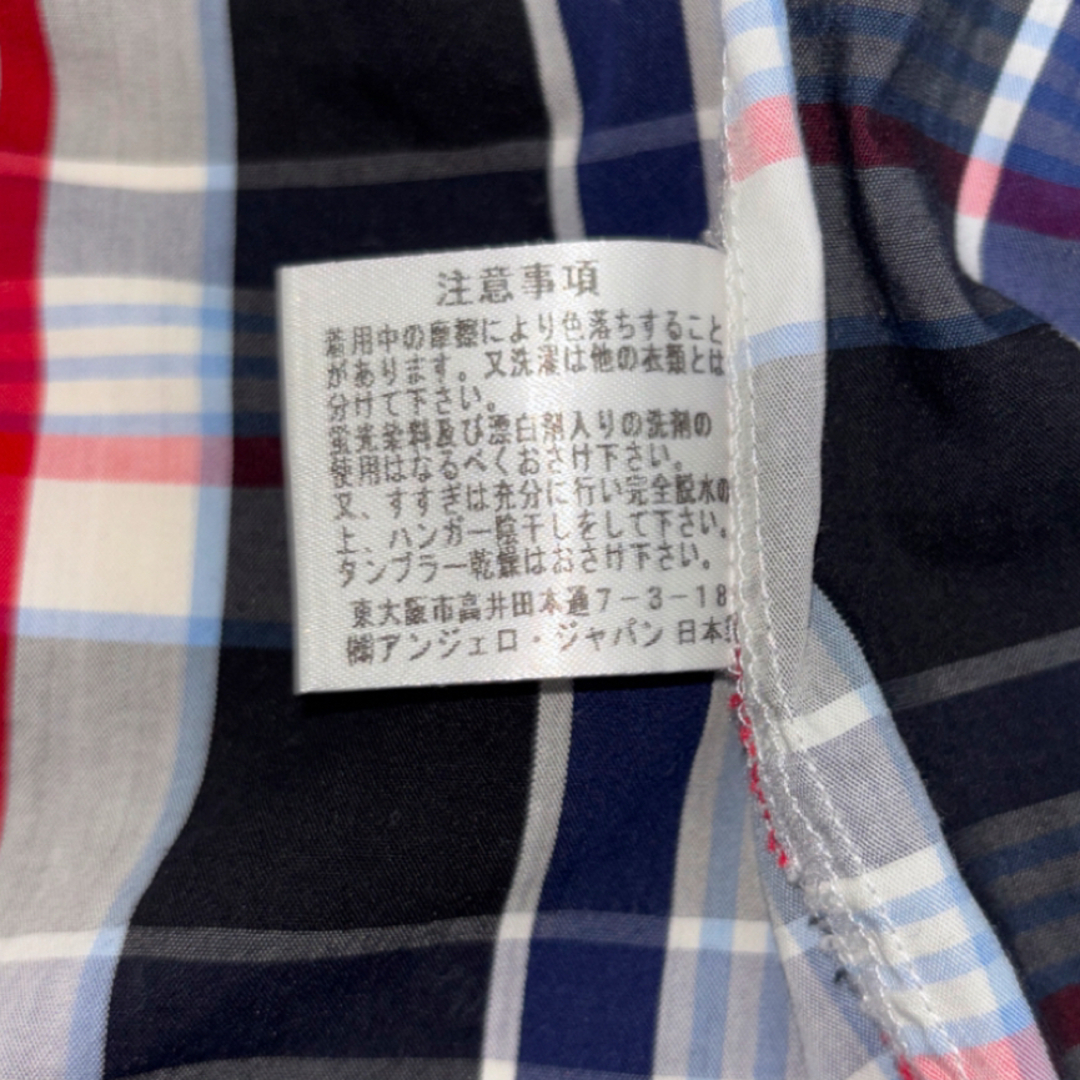 注意事項
着用中の摩擦により色落ちすること
があります。又洗濯は他の衣類とは
分けて下さい。
蛍光染料及び漂白剤入りの洗剤の
使用はなるべくおさけ下さい。
又、すすぎは充分に行い完全脱水の
上、ハンガー陰干しをして下さい。
タンブラー乾燥はおさけ下さい。
東大阪市高井田本通7-3-18
㈱アンジェロ・ジャパン 日本